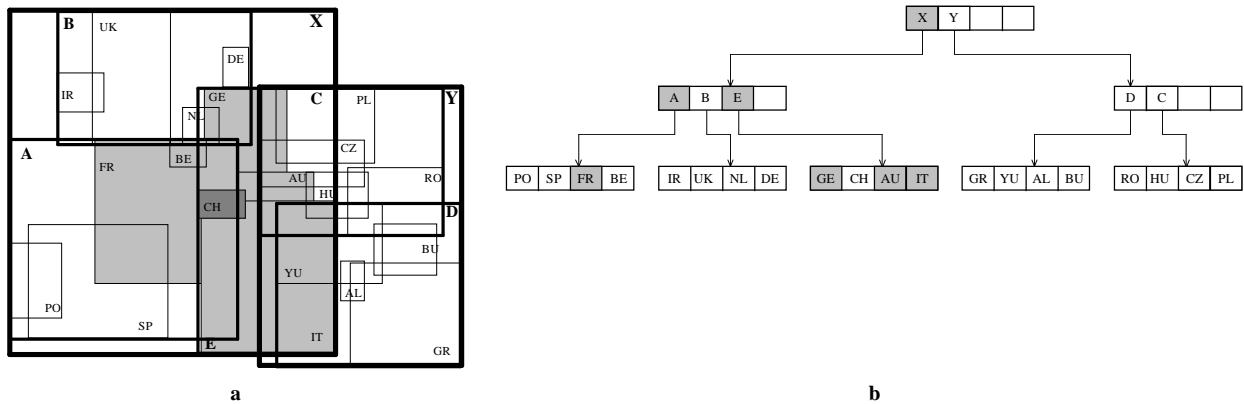 B UK X
DE
IR GE C PL Y
NL
A CZ
FR BE
AU HU RO
CH D
BU
YU
AL
PO
SP IT
E GR
a
X Y
A B E
D C
PO SP FR BE
IR UK NL DE
GE CH AU IT
GR YU AL BU
RO HU CZ PL
b